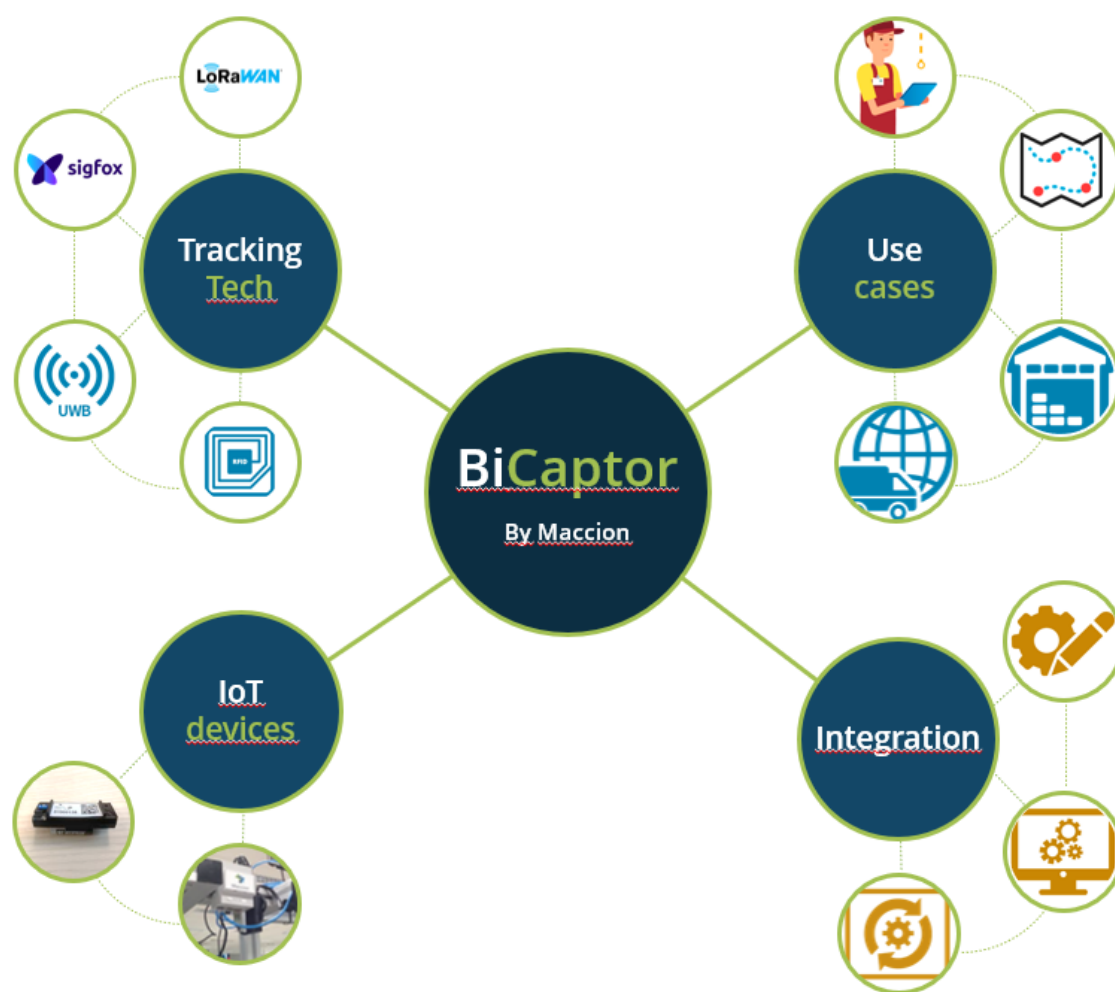 LoRaWAN
sigfox
Tracking
Tech
UWB
RFID
Use
cases
BiCaptor
By Maccion
IoT
devices
Integration